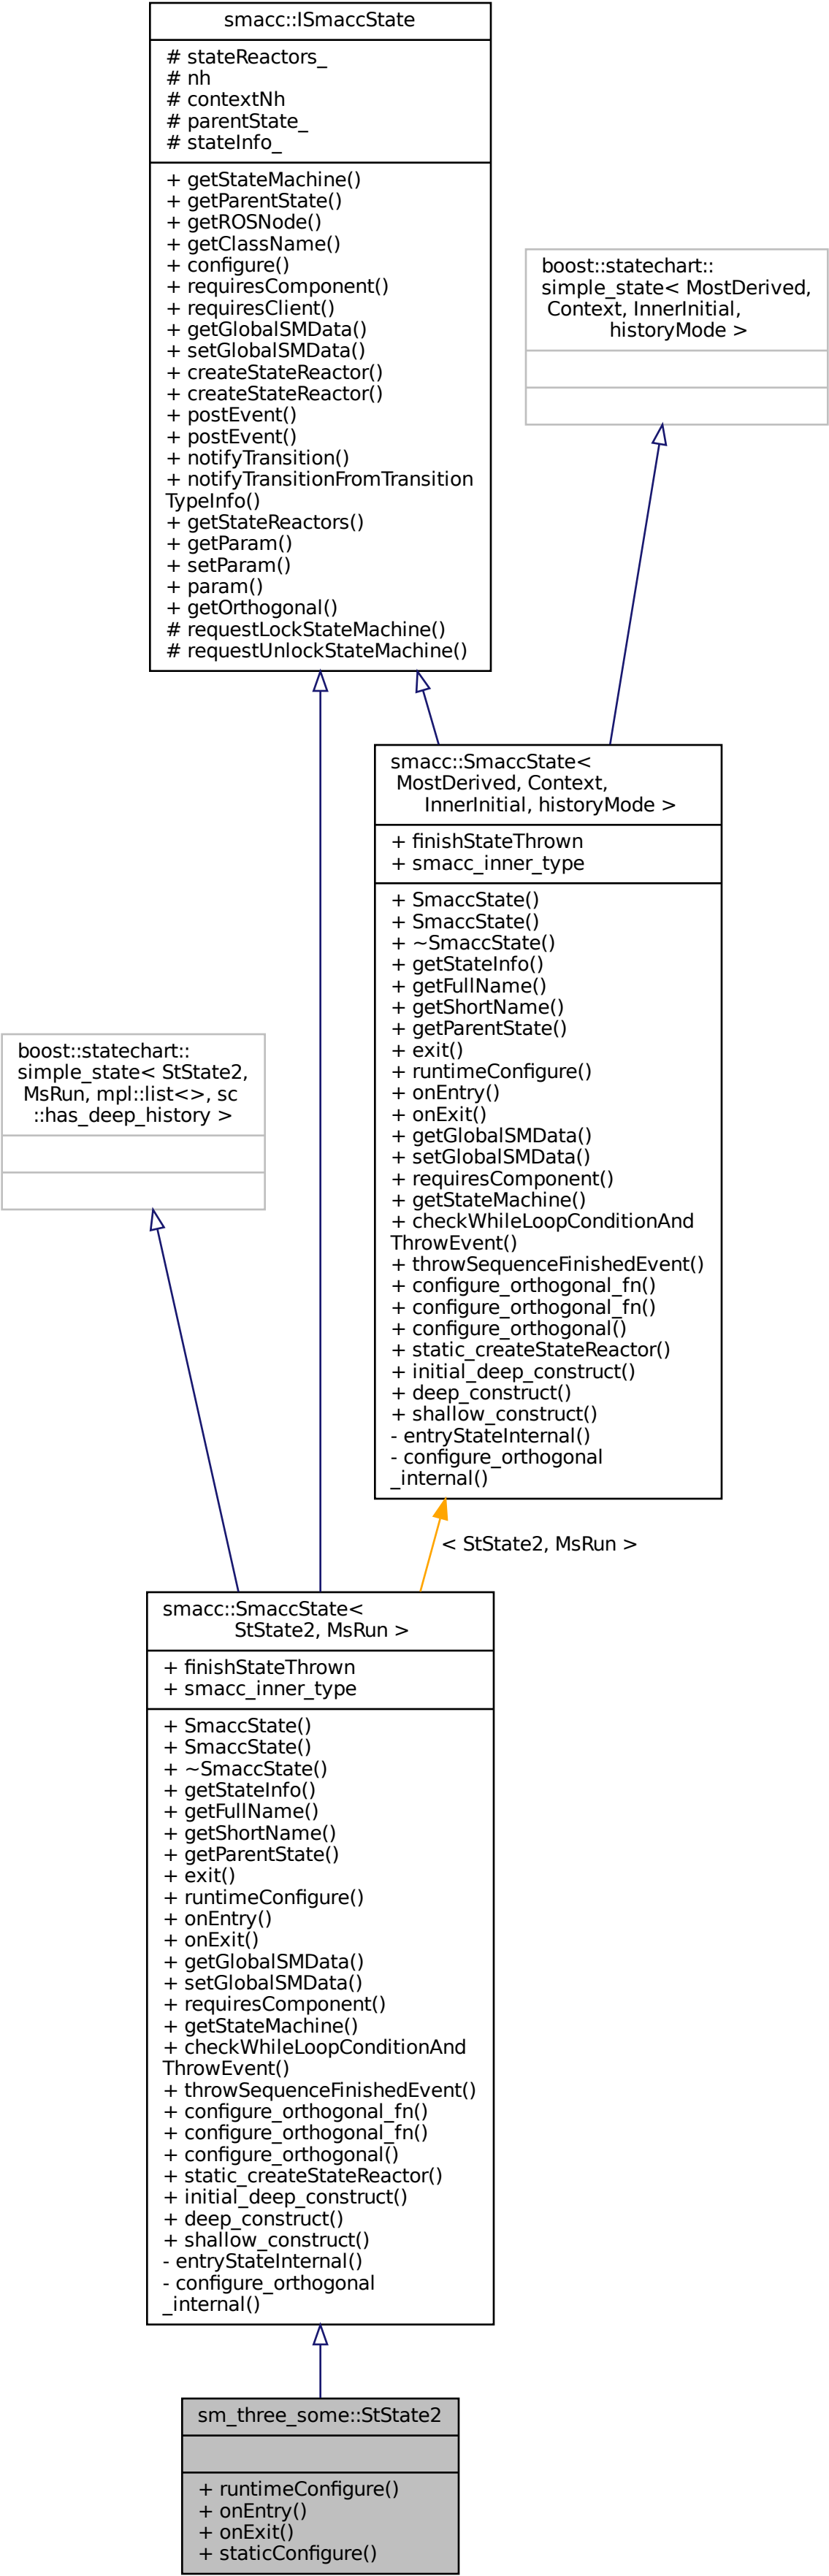 smacc::ISmaccState
# stateReactors_
# nh
# contextNh
# parentState_
# stateInfo_
+ getStateMachine()
+ getParentState()
+ getROSNode()
+ getClassName()
+ configure()
+ requiresComponent()
+ requiresClient()
+ getGlobalSMData()
+ setGlobalSMData()
+ createStateReactor()
+ createStateReactor()
+ postEvent()
+ postEvent()
+ notifyTransition()
+ notifyTransitionFromTransition
TypeInfo()
+ getStateReactors()
+ getParam()
+ setParam()
+ param()
+ getOrthogonal()
# requestLockStateMachine()
# requestUnlockStateMachine()
boost::statechart::
simple_state< MostDerived,
Context, InnerInitial,
historyMode >
smacc::SmaccState<
MostDerived, Context,
InnerInitial, historyMode >
+ finishStateThrown
+ smacc_inner_type
+ SmaccState()
+ SmaccState()
+ ~SmaccState()
+ getStateInfo()
+ getFullName()
+ getShortName()
+ getParentState()
+ exit()
+ runtimeConfigure()
+ onEntry()
+ onExit()
+ getGlobalSMData()
+ setGlobalSMData()
+ requiresComponent()
+ getStateMachine()
+ checkWhileLoopConditionAnd
ThrowEvent()
+ throwSequenceFinishedEvent()
+ configure_orthogonal_fn()
+ configure_orthogonal_fn()
+ configure_orthogonal()
+ static_createStateReactor()
+ initial_deep_construct()
+ deep_construct()
+ shallow_construct()
- entryStateInternal()
- configure_orthogonal
_internal()
boost::statechart::
simple_state< StState2,
MsRun, mpl::list<>, sc
::has_deep_history >
< StState2, MsRun >
smacc::SmaccState<
StState2, MsRun >
+ finishStateThrown
+ smacc_inner_type
+ SmaccState()
+ SmaccState()
+ ~SmaccState()
+ getStateInfo()
+ getFullName()
+ getShortName()
+ getParentState()
+ exit()
+ runtimeConfigure()
+ onEntry()
+ onExit()
+ getGlobalSMData()
+ setGlobalSMData()
+ requiresComponent()
+ getStateMachine()
+ checkWhileLoopConditionAnd
ThrowEvent()
+ throwSequenceFinishedEvent()
+ configure_orthogonal_fn()
+ configure_orthogonal_fn()
+ configure_orthogonal()
+ static_createStateReactor()
+ initial_deep_construct()
+ deep_construct()
+ shallow_construct()
- entryStateInternal()
- configure_orthogonal
_internal()
sm_three_some::StState2
+ runtimeConfigure()
+ onEntry()
+ onExit()
+ staticConfigure()